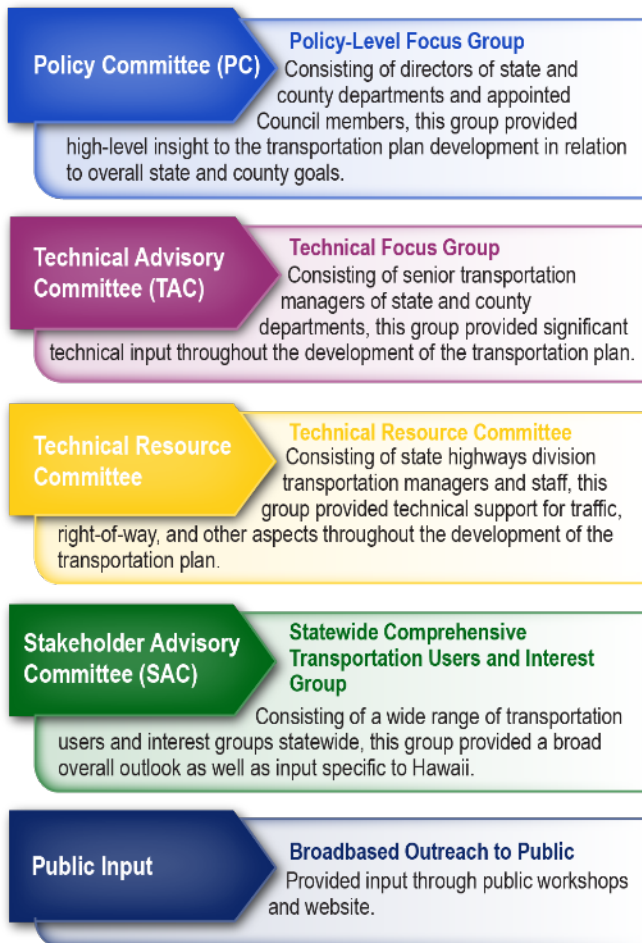 Policy Committee (PC)
Policy-Level Focus Group
Consisting of directors of state and
county departments and appointed
Council members, this group provided
high-level insight to the transportation plan development in relation
to overall state and county goals.
Technical Advisory
Committee (TAC)
Technical Focus Group
Consisting of senior transportation
managers of state and county
departments, this group provided significant
technical input throughout the development of the transportation plan.
Technical Resource
Committee
Technical Resource Committee
Consisting of state highways division
transportation managers and staff, this
group provided technical support for traffic,
right-of-way, and other aspects throughout the development of the
transportation plan.
Stakeholder Advisory
Committee (SAC)
Statewide Comprehensive
Transportation Users and Interest
Group
Consisting of a wide range of transportation
users and interest groups statewide, this group provided a broad
overall outlook as well as input specific to Hawaii.
Public Input
Broadbased Outreach to Public
Provided input through public workshops
and website.